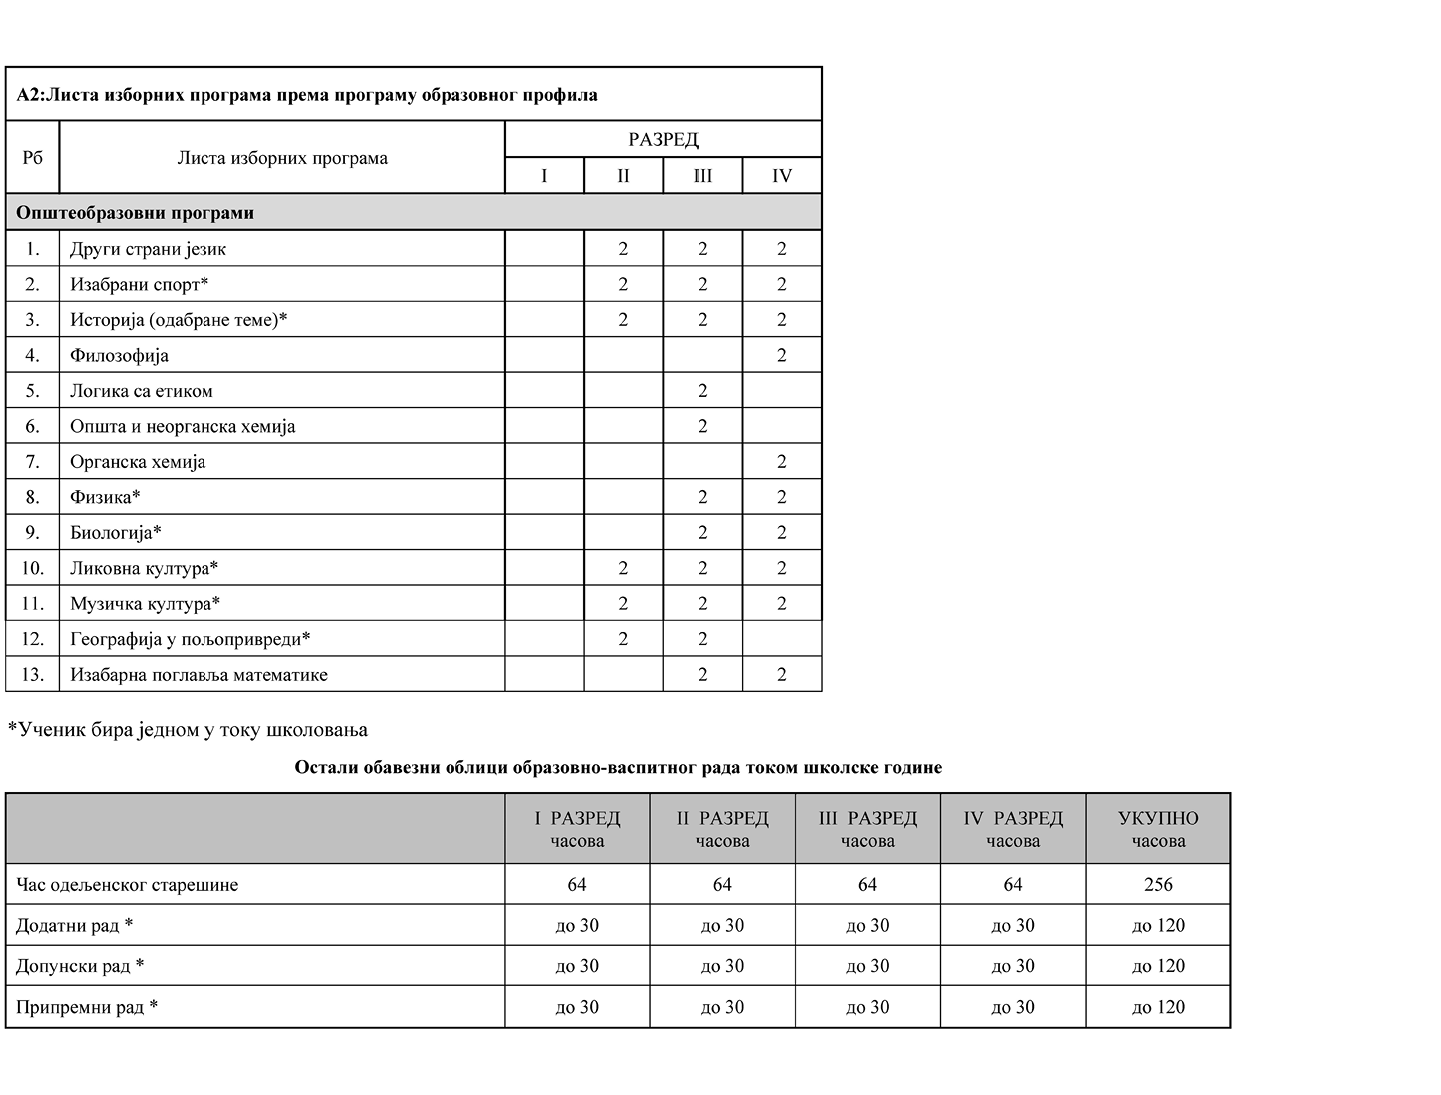 А2:Листа изборних програма према програму образовног профила
Рб Листа изборних програма РАЗРЕД
I II III IV
Општеобразовни програми
1. Други страни језик 2 2 2
2. Изабрани спорт* 2 2 2
3. Историја (одабране теме)* 2 2 2
4. Филозофија 2
5. Логика са етиком 2
6. Општа и неорганска хемија 2
7. Органска хемија 2
8. Физика* 2 2
9. Биологија* 2 2
10. Ликовна култура* 2 2 2
11. Музичка култура* 2 2 2
12. Географија у пољопривреди* 2 2
13. Изабарна поглавља математике 2 2
*Ученик бира једном у току школовања
Остали обавезни облици образовно-васпитног рада током школске године
I РАЗРЕД II РАЗРЕД III РАЗРЕД IV РАЗРЕД УКУПНО
часова часова часова часова часова
Час одељенског старешине 64 64 64 64 256
Додатни рад * до 30 до 30 до 30 до 30 до 120
Допунски рад * до 30 до 30 до 30 до 30 до 120
Припремни рад * до 30 до 30 до 30 до 30 до 120